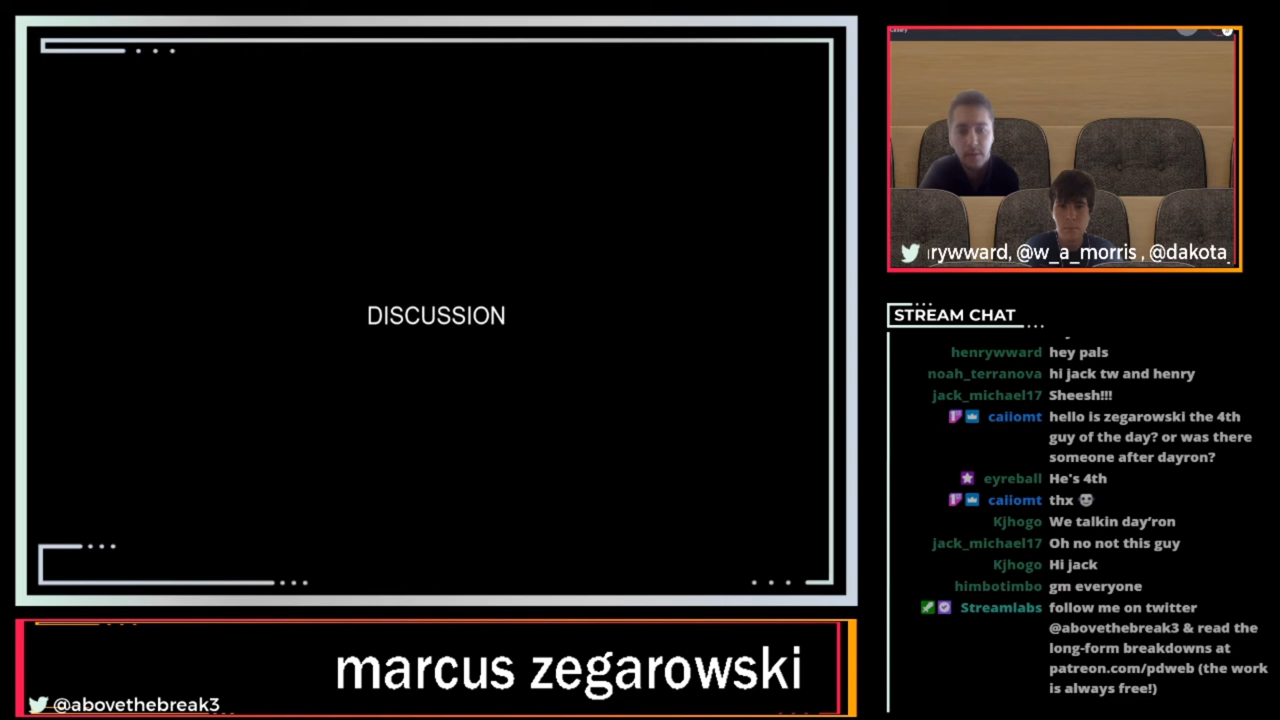 DISCUSSION
marcus zegarowski
@abovethebreak3
rywward, @w_a_morris , @dakota_
STREAM CHAT
henrywward hey pals
noah_terranova hi jack tw and henry
jack_michael17 Sheesh!!!
caiiomt hello is zegarowski the 4th
guy of the day? or was there
someone after dayron?
eyreball He's 4th
caiiomt thx
Kjhogo We talkin day'ron
jack_michael17 Oh no not this guy
Kjhogo Hi jack
himbotimbo gm everyone
Streamlabs follow me on twitter
@abovethebreak3 & read the
long-form breakdowns at
patreon.com/pdweb (the work
is always free!)